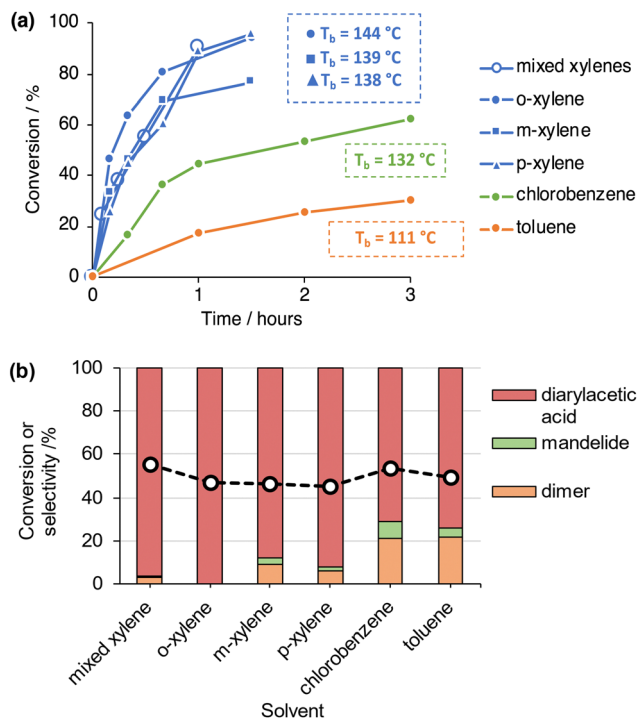 (a)
Conversion / %
100
80
60
40
20
0
0
1
2
3
Time / hours
T_b = 144 °C
T_b = 139 °C
T_b = 138 °C
T_b = 132 °C
T_b = 111 °C
mixed xylenes
o-xylene
m-xylene
p-xylene
chlorobenzene
toluene
(b)
Conversion or
selectivity /%
100
80
60
40
20
0
mixed xylene
o-xylene
m-xylene
p-xylene
chlorobenzene
toluene
Solvent
diarylacetic
acid
mandelide
dimer